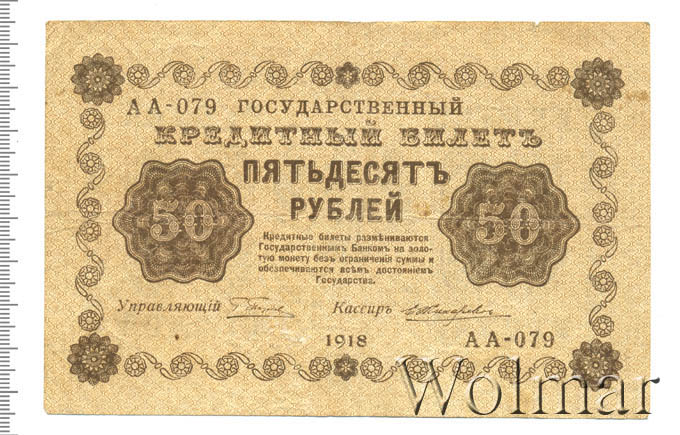 АА-079 ГОСУДАРСТВЕННЫЙ
КРЕДИТНЫЙ БИЛЕТЪ
ПЯТЬДЕСЯТЪ
РУБЛЕЙ
50
50
Кредитные билеты размѣниваются
Государственнымъ Банкомъ на золо-
тую монету безъ ограниченія суммы и
обезпечиваются всѣмъ достояніемъ
Государства.
Управляющій
Кассиръ
1918
АА-079
Wolmar